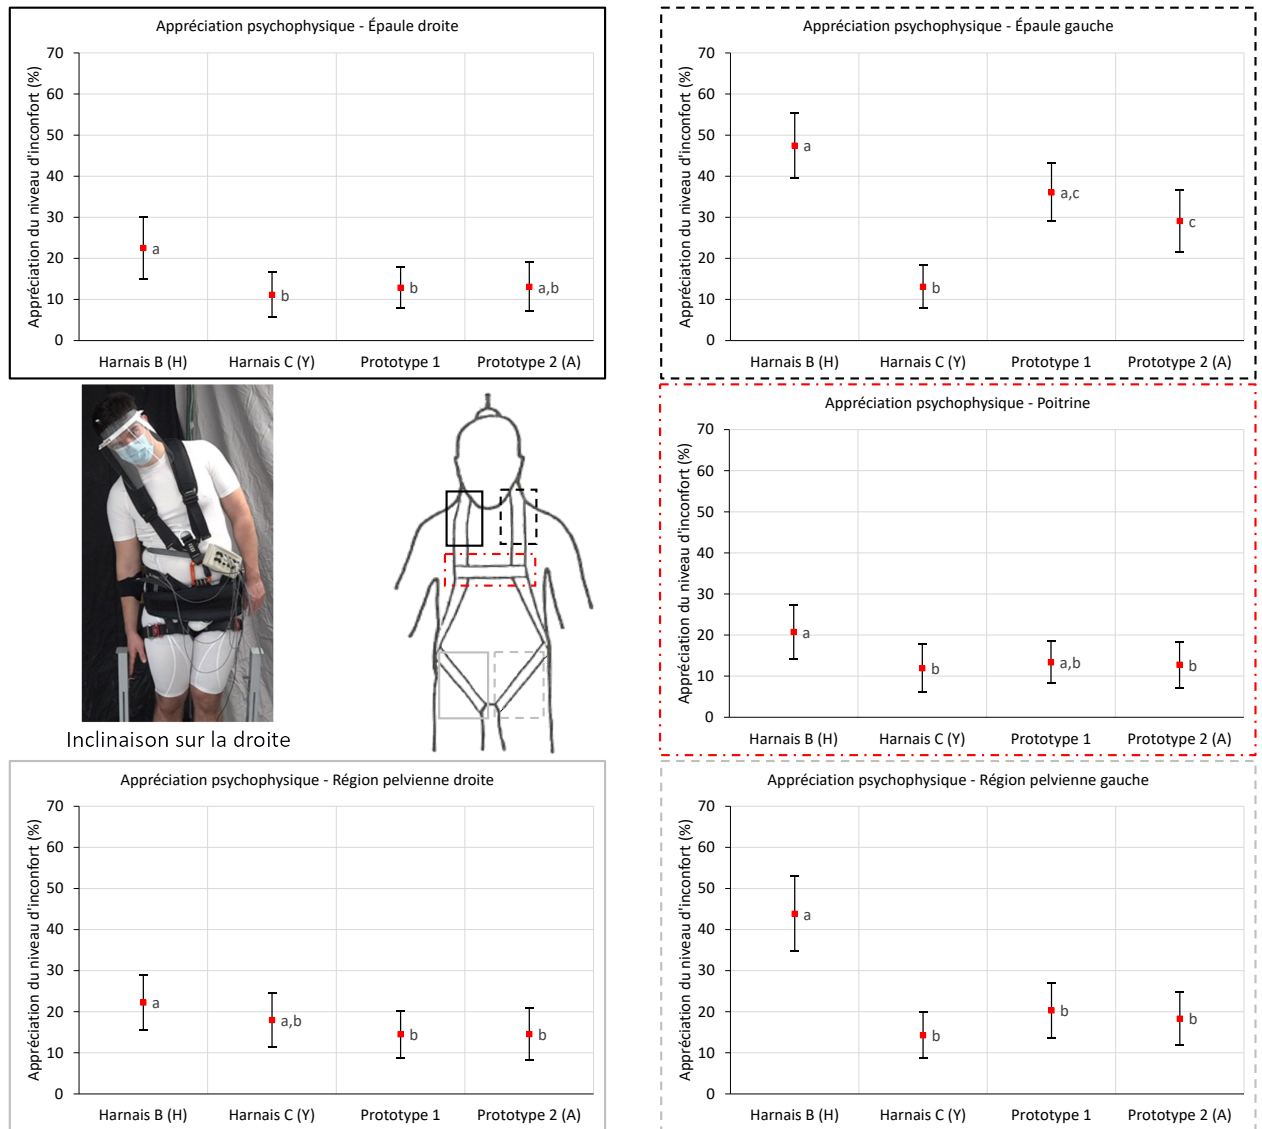 Appréciation psychophysique - Épaule droite
Appréciation du niveau d'inconfort (%)
70
60
50
40
30
20
10
0
a
b
b
a,b
Harnais B (H) Harnais C (Y) Prototype 1 Prototype 2 (A)
Appréciation psychophysique - Épaule gauche
Appréciation du niveau d'inconfort (%)
70
60
50
40
30
20
10
0
a
b
a,c
c
Harnais B (H) Harnais C (Y) Prototype 1 Prototype 2 (A)
Inclinaison sur la droite
Appréciation psychophysique - Poitrine
Appréciation du niveau d'inconfort (%)
70
60
50
40
30
20
10
0
a
b
a,b
b
Harnais B (H) Harnais C (Y) Prototype 1 Prototype 2 (A)
Appréciation psychophysique - Région pelvienne droite
Appréciation du niveau d'inconfort (%)
70
60
50
40
30
20
10
0
a
a,b
b
b
Harnais B (H) Harnais C (Y) Prototype 1 Prototype 2 (A)
Appréciation psychophysique - Région pelvienne gauche
Appréciation du niveau d'inconfort (%)
70
60
50
40
30
20
10
0
a
b
b
b
Harnais B (H) Harnais C (Y) Prototype 1 Prototype 2 (A)